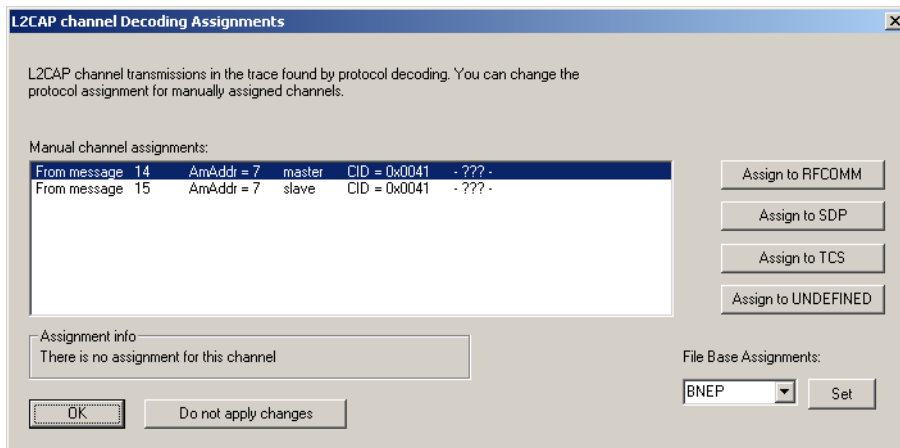 L2CAP channel Decoding Assignments
L2CAP channel transmissions in the trace found by protocol decoding. You can change the
protocol assignment for manually assigned channels.
Manual channel assignments:
From message 14 AmAddr = 7 master CID = 0x0041 - ??? -
From message 15 AmAddr = 7 slave CID = 0x0041 - ??? -
Assign to RFCOMM
Assign to SDP
Assign to TCS
Assign to UNDEFINED
Assignment info
There is no assignment for this channel
File Base Assignments:
BNEP
Set
OK
Do not apply changes